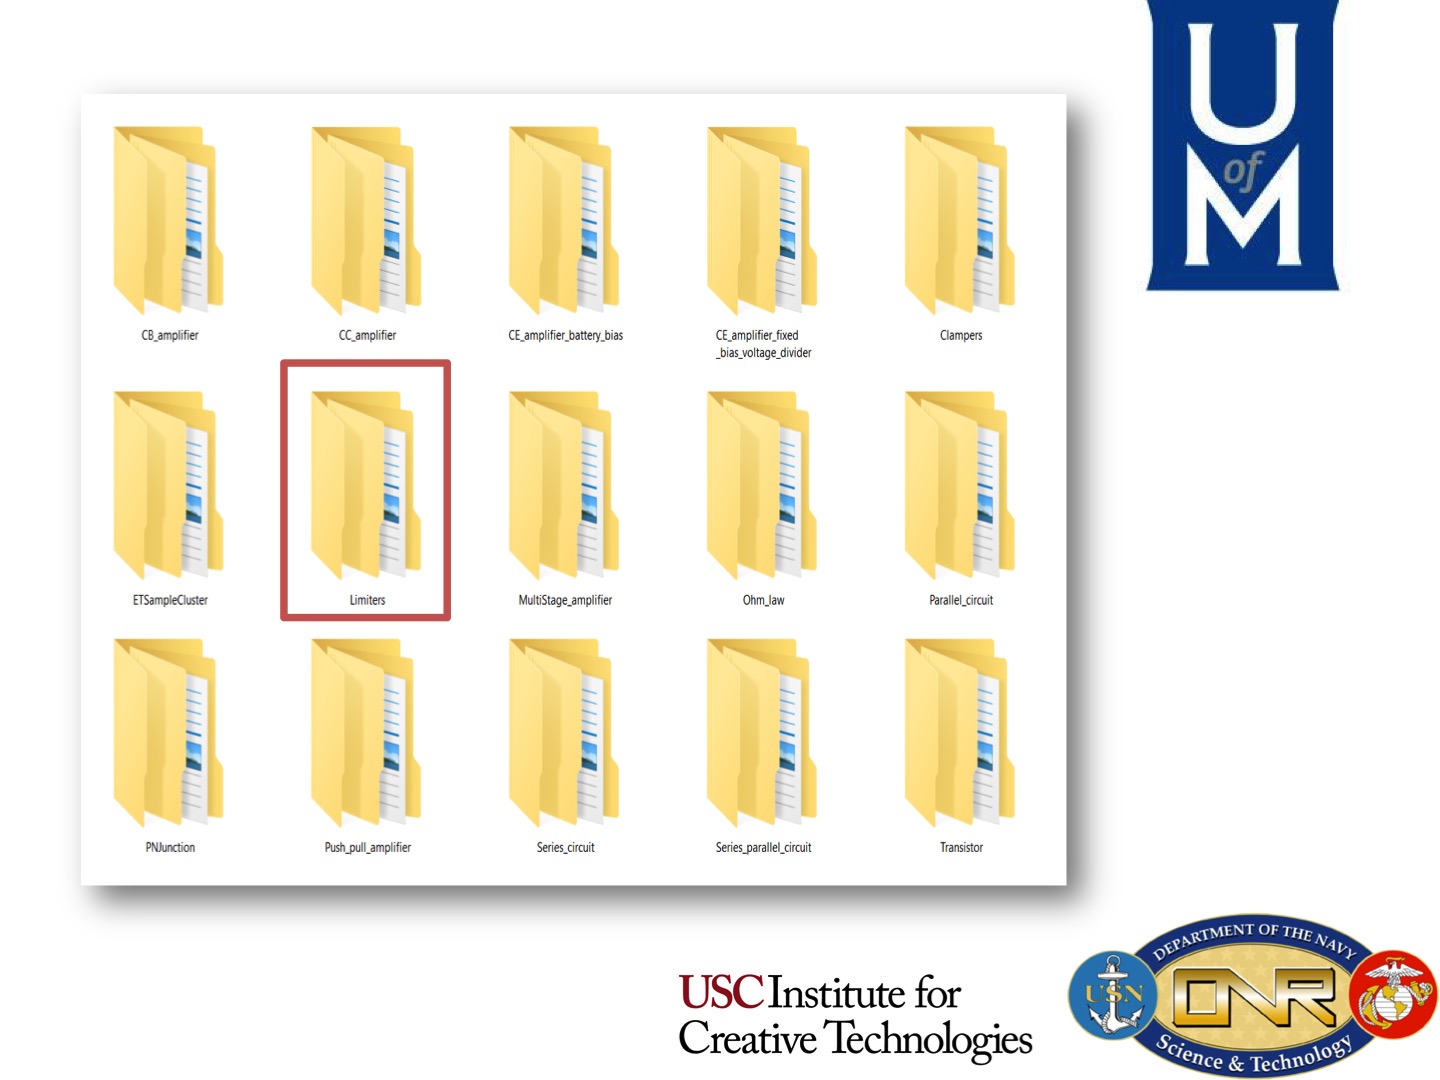 U
of
M
CB_amplifier
CC_amplifier
CE_amplifier_battery_bias
CE_amplifier_fixed
_bias_voltage_divider
Clampers
ETSampleCluster
Limiters
MultiStage_amplifier
Ohm_law
Parallel_circuit
PNJunction
Push_pull_amplifier
Series_circuit
Series_parallel_circuit
Transistor
USC Institute for
Creative Technologies
DEPARTMENT OF THE NAVY
USN
ONR
Science & Technology